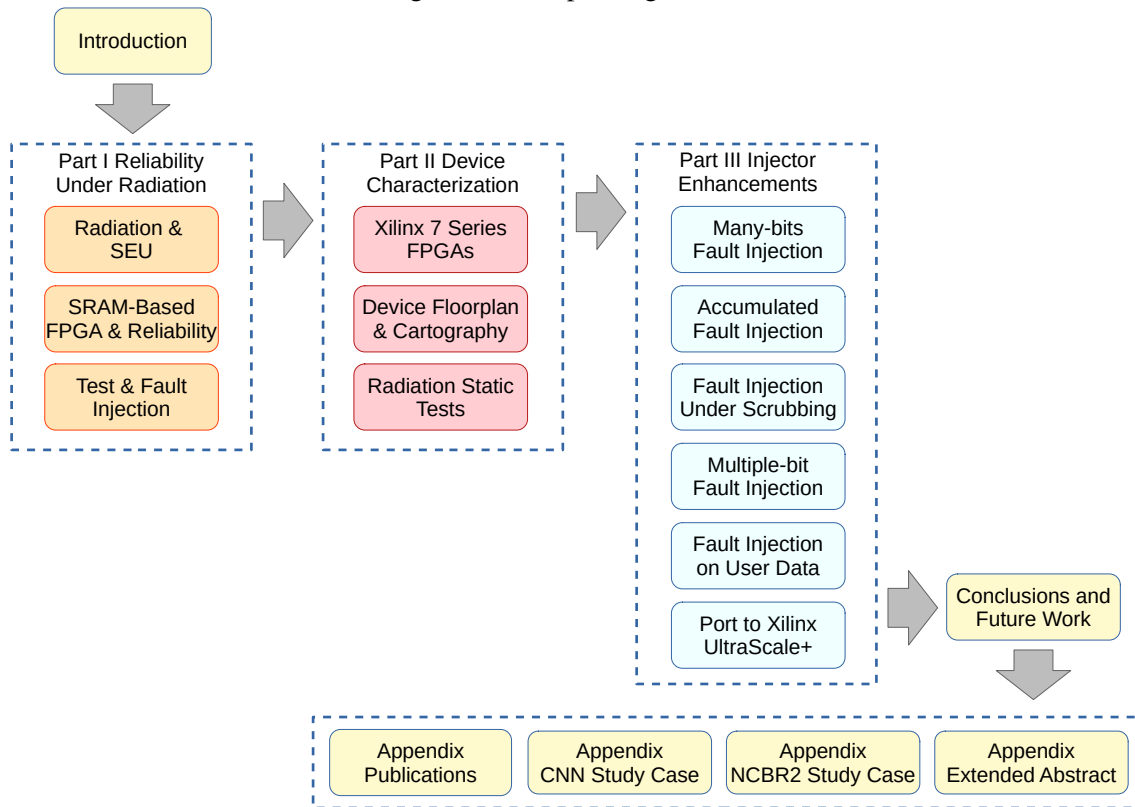 Introduction
Part I Reliability
Under Radiation
Radiation &
SEU
SRAM-Based
FPGA & Reliability
Test & Fault
Injection
Part II Device
Characterization
Xilinx 7 Series
FPGAs
Device Floorplan
& Cartography
Radiation Static
Tests
Part III Injector
Enhancements
Many-bits
Fault Injection
Accumulated
Fault Injection
Fault Injection
Under Scrubbing
Multiple-bit
Fault Injection
Fault Injection
on User Data
Port to Xilinx
UltraScale+
Conclusions and
Future Work
Appendix
Publications
Appendix
CNN Study Case
Appendix
NCBR2 Study Case
Appendix
Extended Abstract